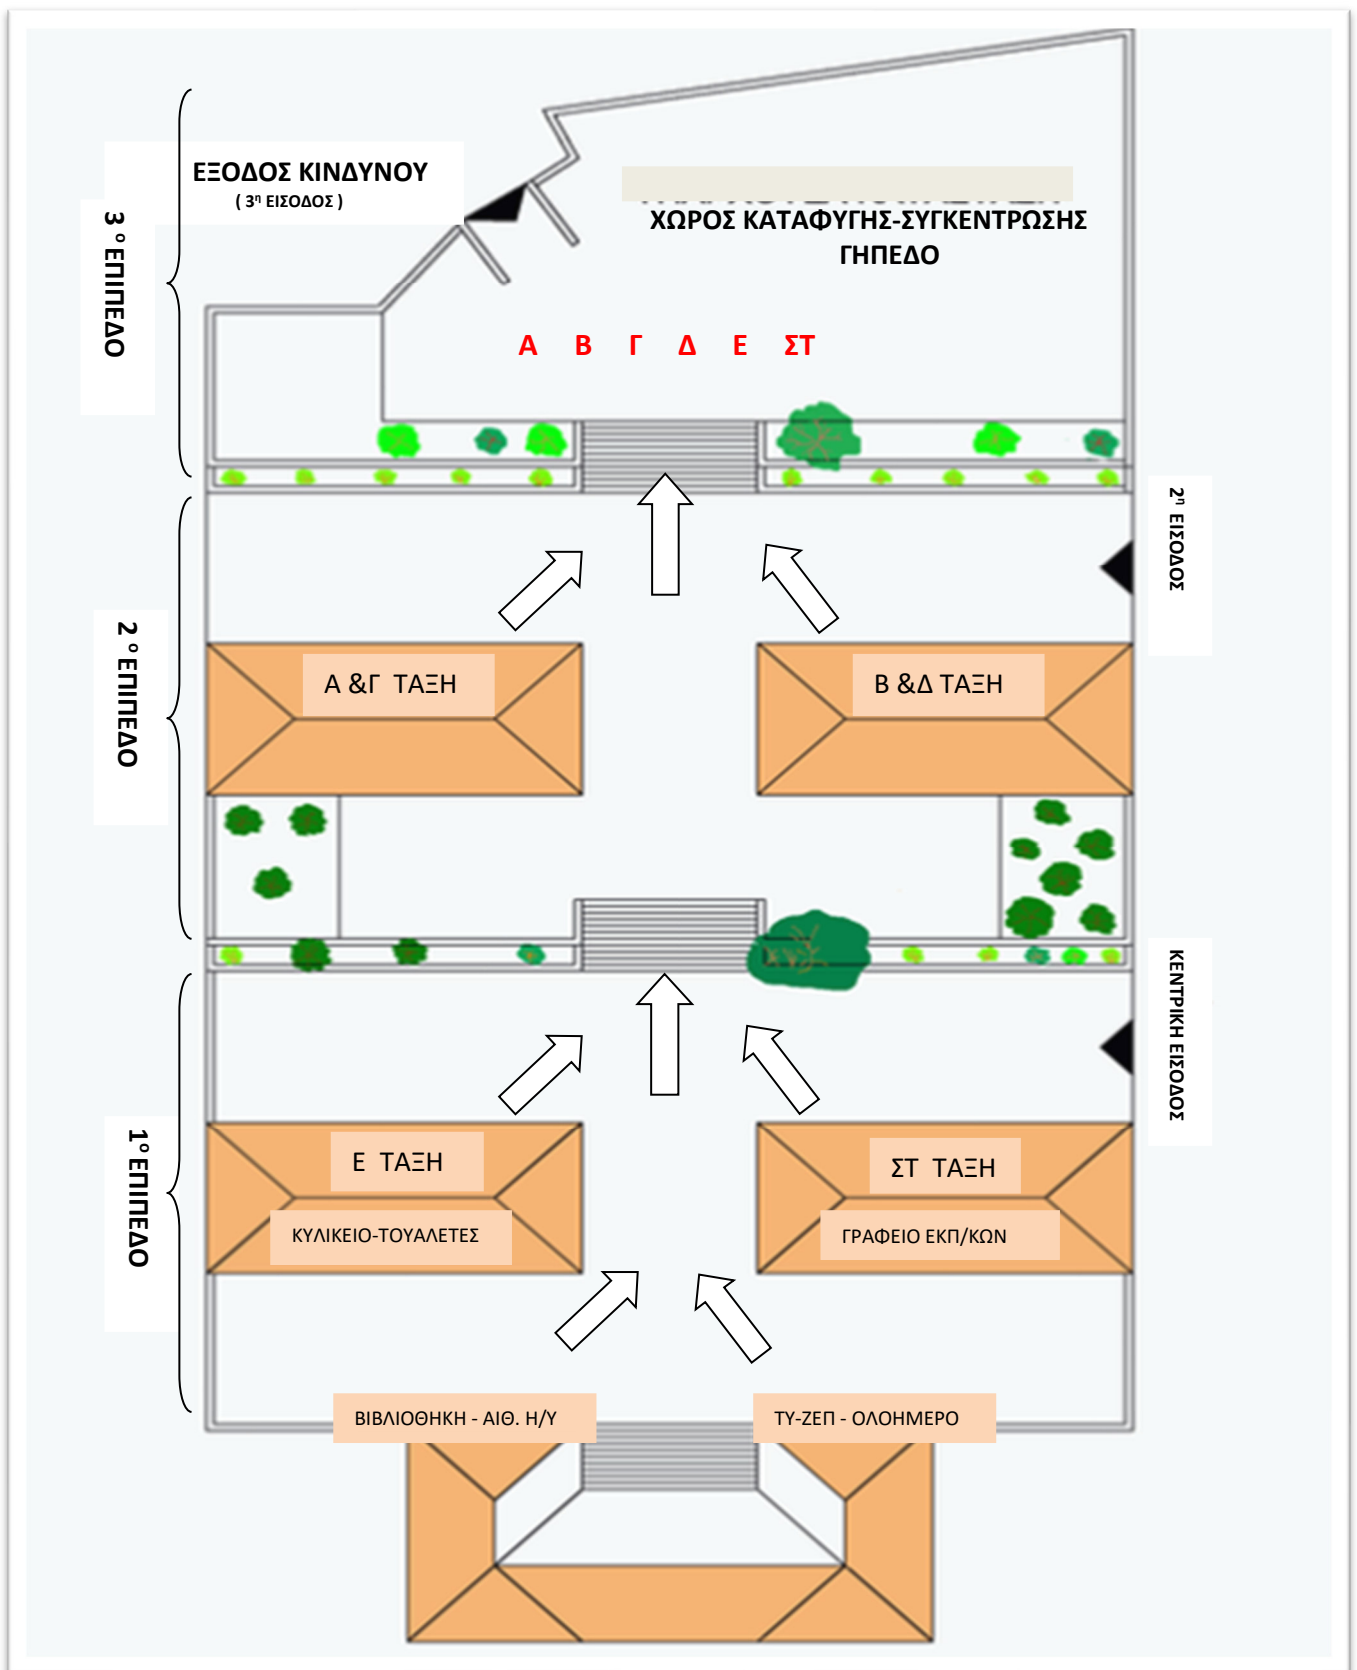 ΕΞΟΔΟΣ ΚΙΝΔΥΝΟΥ
( 3η ΕΙΣΟΔΟΣ )
3 ο ΕΠΙΠΕΔΟ
ΧΩΡΟΣ ΚΑΤΑΦΥΓΗΣ-ΣΥΓΚΕΝΤΡΩΣΗΣ
ΓΗΠΕΔΟ
Α Β Γ Δ Ε ΣΤ
2η ΕΙΣΟΔΟΣ
2 ο ΕΠΙΠΕΔΟ
Α &Γ ΤΑΞΗ
Β &Δ ΤΑΞΗ
ΚΕΝΤΡΙΚΗ ΕΙΣΟΔΟΣ
1ο ΕΠΙΠΕΔΟ
Ε ΤΑΞΗ
ΚΥΛΙΚΕΙΟ-ΤΟΥΑΛΕΤΕΣ
ΣΤ ΤΑΞΗ
ΓΡΑΦΕΙΟ ΕΚΠ/ΚΩΝ
ΒΙΒΛΙΟΘΗΚΗ - ΑΙΘ. Η/Υ
ΤΥ-ΖΕΠ - ΟΛΟΗΜΕΡΟ